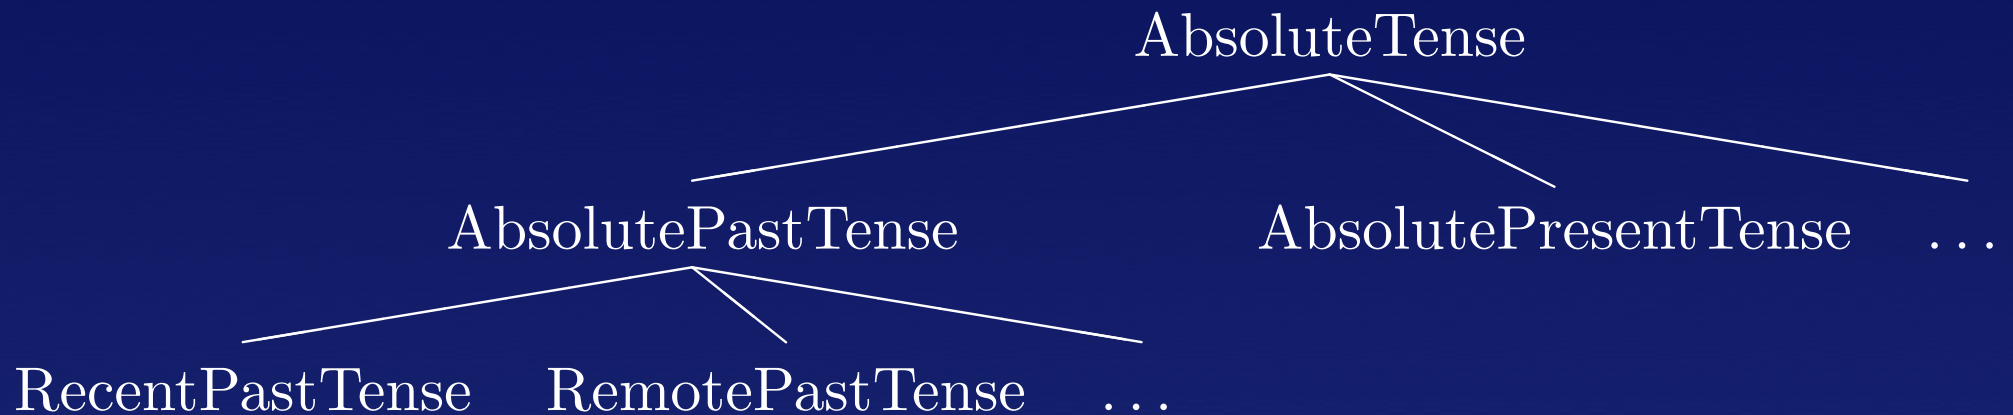 AbsoluteTense
AbsolutePastTense AbsolutePresentTense ...
RecentPastTense RemotePastTense ...